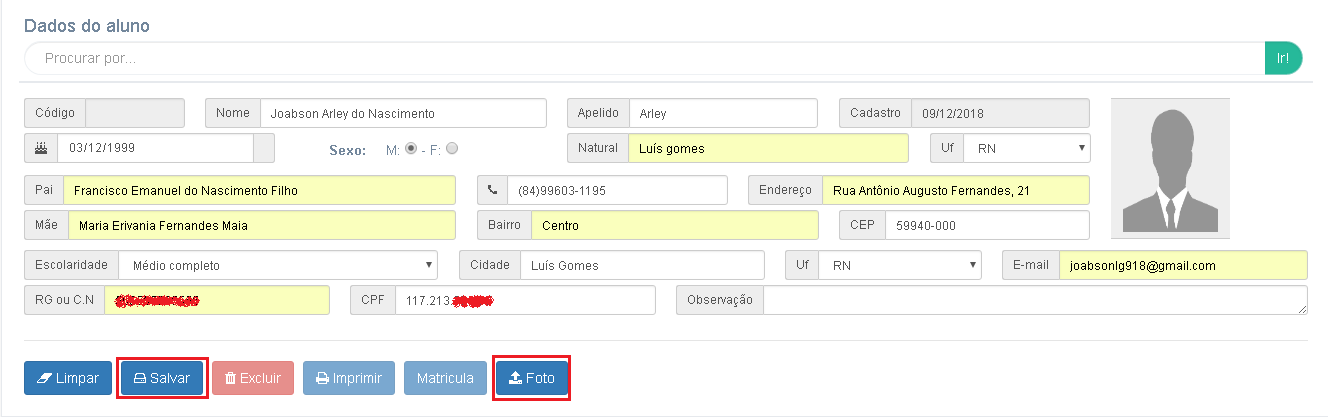 Dados do aluno
Procurar por... Ir!
Código Nome Joabson Arley do Nascimento Apelido Arley Cadastro 09/12/2018
03/12/1999 Sexo: M: - F: Natural Luís gomes Uf RN
Pai Francisco Emanuel do Nascimento Filho (84)99603-1195 Endereço Rua Antônio Augusto Fernandes, 21
Mãe Maria Erivania Fernandes Maia Bairro Centro CEP 59940-000
Escolaridade Médio completo Cidade Luís Gomes Uf RN E-mail joabsonlg918@gmail.com
RG ou C.N CPF 117.213. Observação
Limpar Salvar Excluir Imprimir Matricula Foto